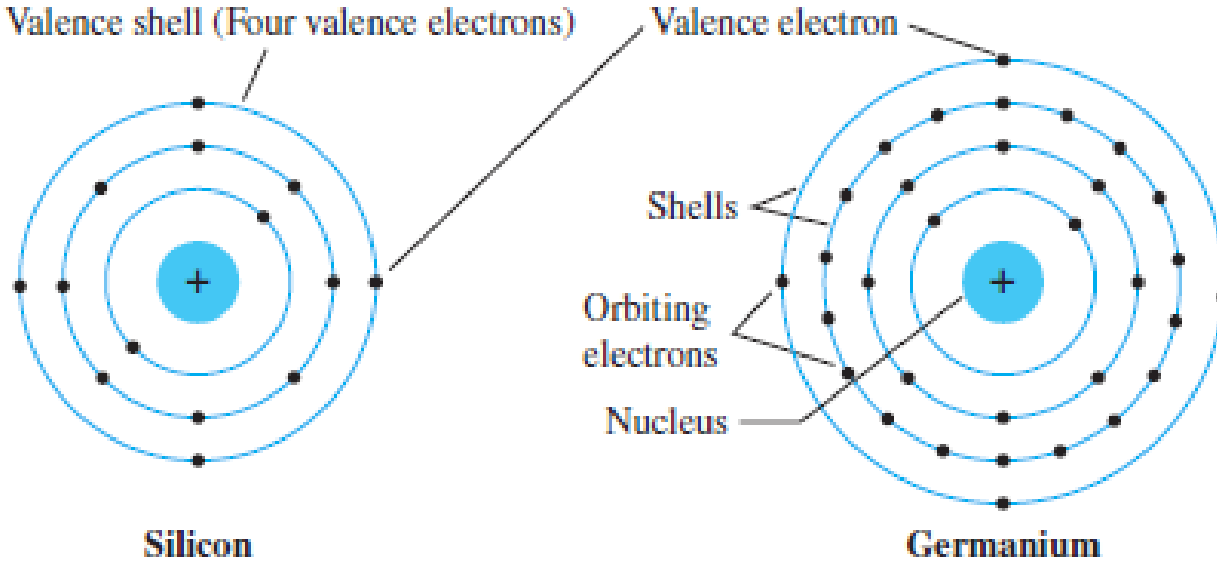 Valence shell (Four valence electrons)
Valence electron
Shells
Orbiting
electrons
Nucleus
+
+
Silicon
Germanium